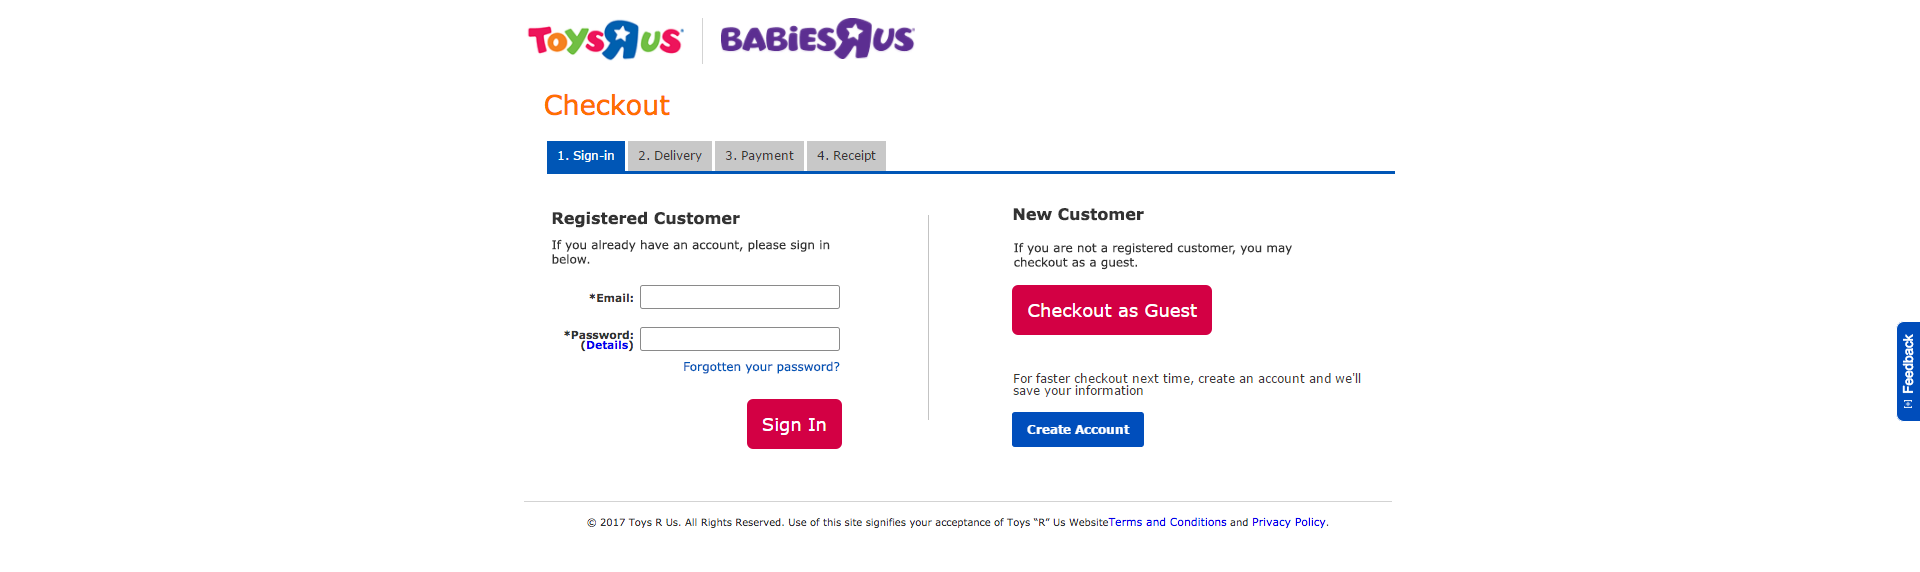 TOYS R US BABIES R US
Checkout
1. Sign-in 2. Delivery 3. Payment 4. Receipt
Registered Customer
If you already have an account, please sign in
below.
*Email:
*Password:
(Details)
Forgotten your password?
Sign In
New Customer
If you are not a registered customer, you may
checkout as a guest.
Checkout as Guest
For faster checkout next time, create an account and we'll
save your information
Create Account
[+] Feedback
© 2017 Toys R Us. All Rights Reserved. Use of this site signifies your acceptance of Toys “R” Us WebsiteTerms and Conditions and Privacy Policy.